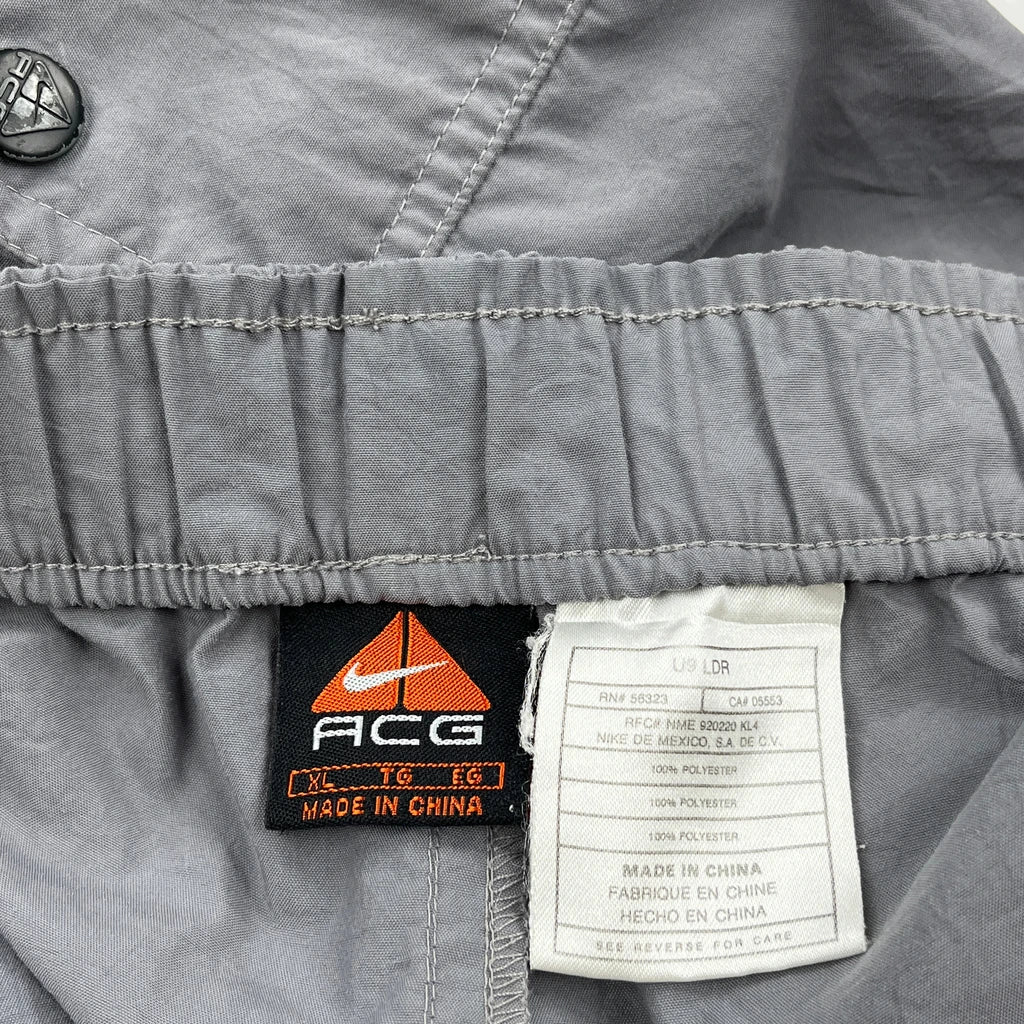 ACG
ACG
XL TG EG
MADE IN CHINA
U9 LDR
RN# 56323 CA# 05553
RFC# NME 920220 KL4
NIKE DE MEXICO, S.A. DE C.V.
100% POLYESTER
100% POLYESTER
100% POLYESTER
MADE IN CHINA
FABRIQUE EN CHINE
HECHO EN CHINA
SEE REVERSE FOR CARE